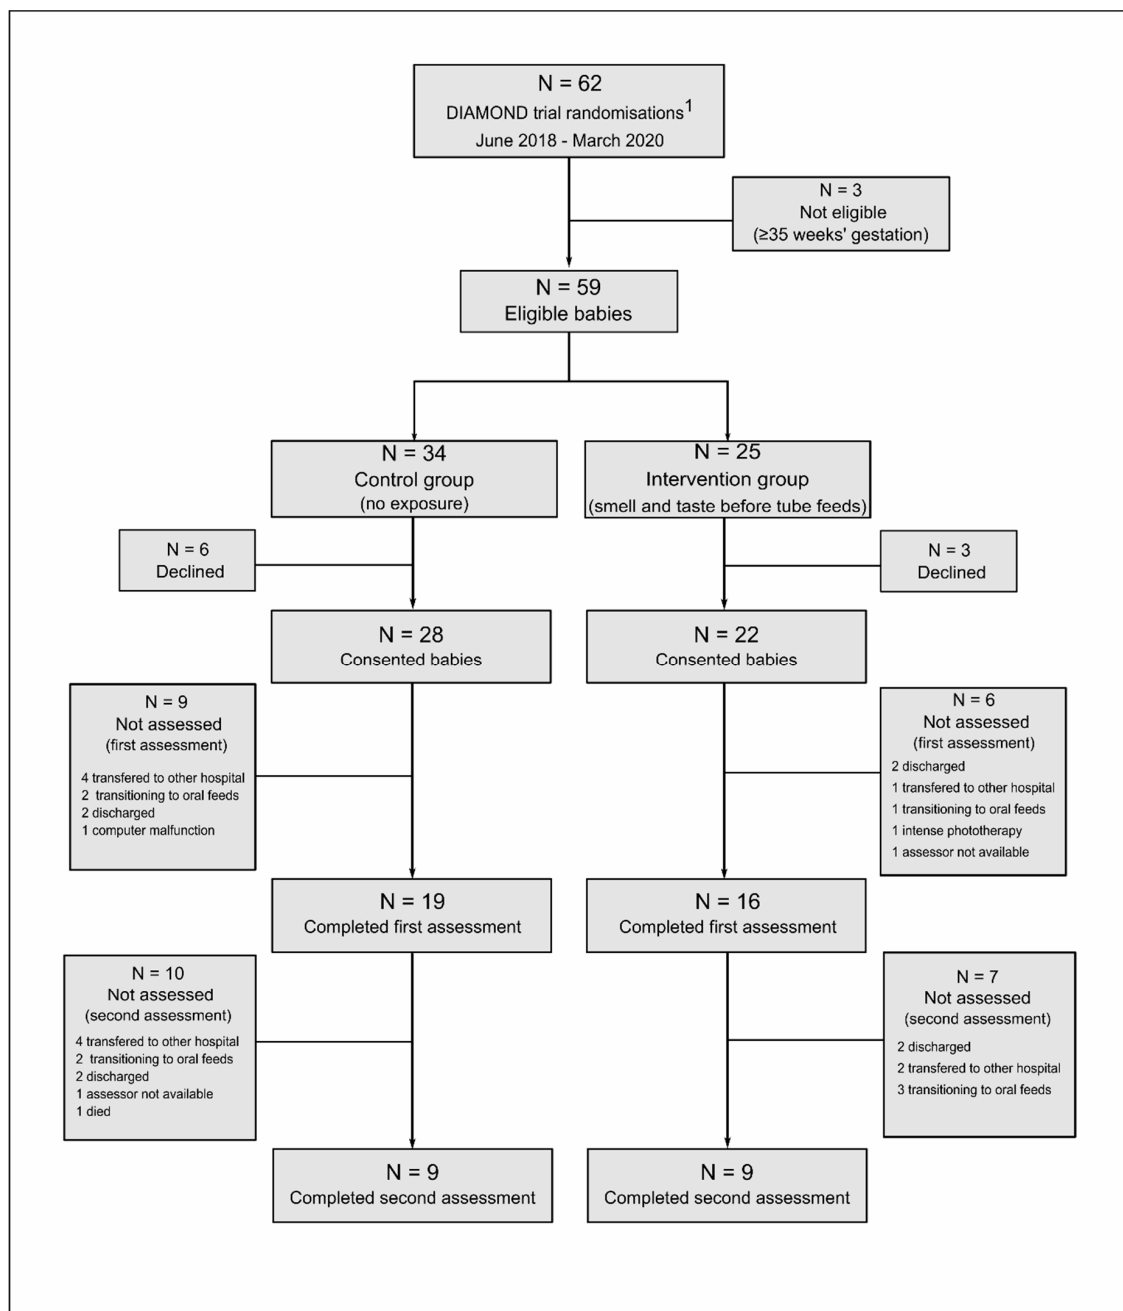 N = 62
DIAMOND trial randomisations1
June 2018 - March 2020
N = 3
Not eligible
(≥35 weeks' gestation)
N = 59
Eligible babies
N = 34
Control group
(no exposure)
N = 25
Intervention group
(smell and taste before tube feeds)
N = 6
Declined
N = 3
Declined
N = 28
Consented babies
N = 22
Consented babies
N = 9
Not assessed
(first assessment)
4 transfered to other hospital
2 transitioning to oral feeds
2 discharged
1 computer malfunction
N = 6
Not assessed
(first assessment)
2 discharged
1 transfered to other hospital
1 transitioning to oral feeds
1 intense phototherapy
1 assessor not available
N = 19
Completed first assessment
N = 16
Completed first assessment
N = 10
Not assessed
(second assessment)
4 transfered to other hospital
2 transitioning to oral feeds
2 discharged
1 assessor not available
1 died
N = 7
Not assessed
(second assessment)
2 discharged
2 transfered to other hospital
3 transitioning to oral feeds
N = 9
Completed second assessment
N = 9
Completed second assessment